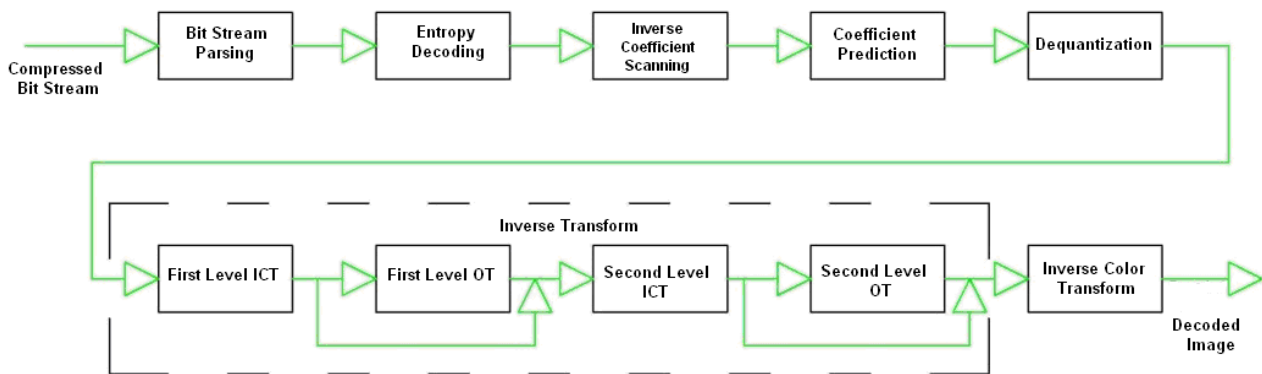 Bit Stream
Parsing
Entropy
Decoding
Inverse
Coefficient
Scanning
Coefficient
Prediction
Dequantization
Compressed
Bit Stream
Inverse Transform
First Level ICT
First Level OT
Second Level
ICT
Second Level
OT
Inverse Color
Transform
Decoded
Image